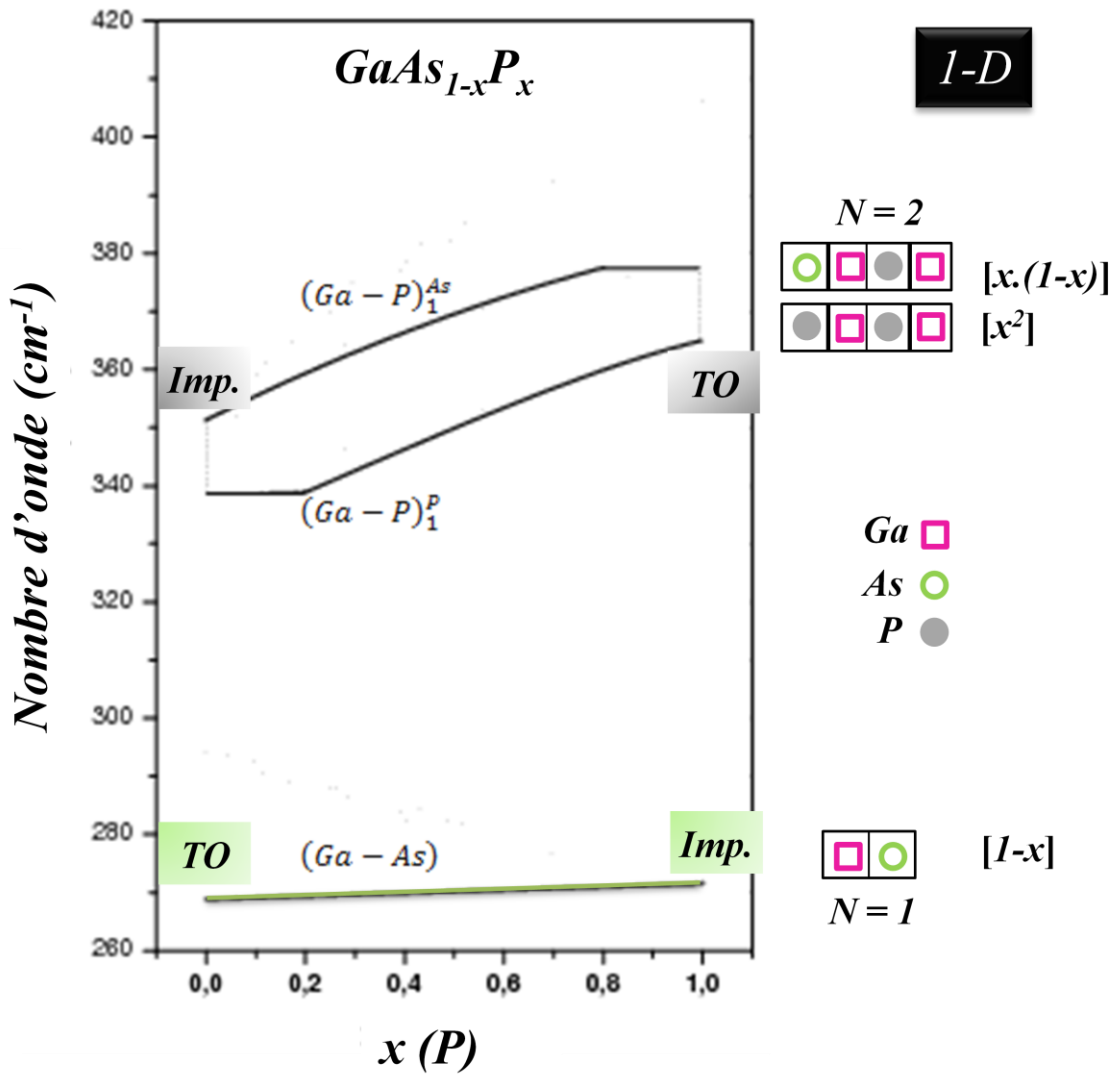 GaAs1-xPx
1-D
Nombre d'onde (cm-1)
420
400
380
360
340
320
300
280
260
(Ga − P)1As
Imp.
TO
(Ga − P)1P
TO
(Ga − As)
Imp.
0,0
0,2
0,4
0,6
0,8
1,0
x (P)
N = 2
[x.(1-x)]
[x2]
Ga
As
P
[1-x]
N = 1